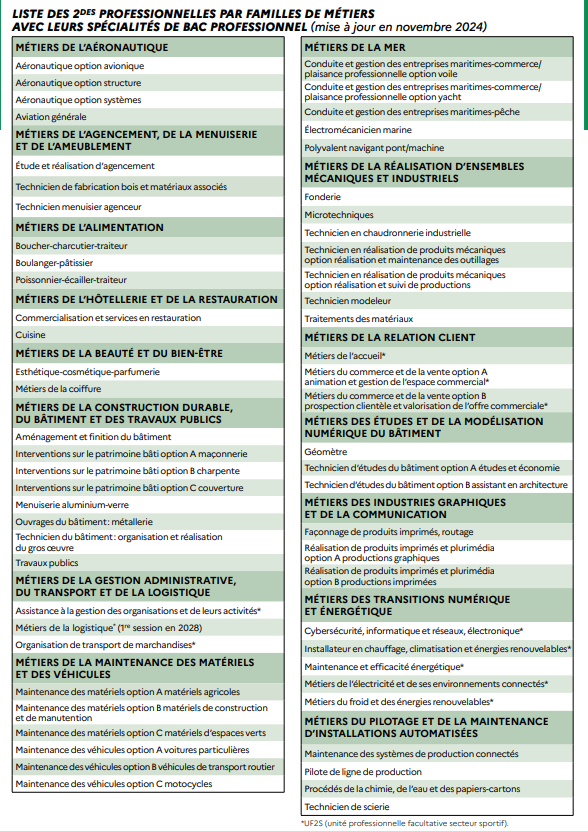 LISTE DES 2DES PROFESSIONNELLES PAR FAMILLES DE MÉTIERS
AVEC LEURS SPÉCIALITÉS DE BAC PROFESSIONNEL (mise à jour en novembre 2024)
MÉTIERS DE L'AÉRONAUTIQUE
Aéronautique option avionique
Aéronautique option structure
Aéronautique option systèmes
Aviation générale
MÉTIERS DE L'AGENCEMENT, DE LA MENUISERIE
ET DE L'AMEUBLEMENT
Étude et réalisation d'agencement
Technicien de fabrication bois et matériaux associés
Technicien menuisier agenceur
MÉTIERS DE L'ALIMENTATION
Boucher-charcutier-traiteur
Boulanger-pâtissier
Poissonnier-écailler-traiteur
MÉTIERS DE L'HÔTELLERIE ET DE LA RESTAURATION
Commercialisation et services en restauration
Cuisine
MÉTIERS DE LA BEAUTÉ ET DU BIEN-ÊTRE
Esthétique-cosmétique-parfumerie
Métiers de la coiffure
MÉTIERS DE LA CONSTRUCTION DURABLE,
DU BÂTIMENT ET DES TRAVAUX PUBLICS
Aménagement et finition du bâtiment
Interventions sur le patrimoine bâti option A maçonnerie
Interventions sur le patrimoine bâti option B charpente
Interventions sur le patrimoine bâti option C couverture
Menuiserie aluminium-verre
Ouvrages du bâtiment : métallerie
Technicien du bâtiment : organisation et réalisation
du gros œuvre
Travaux publics
MÉTIERS DE LA GESTION ADMINISTRATIVE,
DU TRANSPORT ET DE LA LOGISTIQUE
Assistance à la gestion des organisations et de leurs activités*
Métiers de la logistique* (1re session en 2028)
Organisation de transport de marchandises*
MÉTIERS DE LA MAINTENANCE DES MATÉRIELS
ET DES VÉHICULES
Maintenance des matériels option A matériels agricoles
Maintenance des matériels option B matériels de construction
et de manutention
Maintenance des matériels option C matériels d'espaces verts
Maintenance des véhicules option A voitures particulières
Maintenance des véhicules option B véhicules de transport routier
Maintenance des véhicules option C motocycles
MÉTIERS DE LA MER
Conduite et gestion des entreprises maritimes-commerce/
plaisance professionnelle option voile
Conduite et gestion des entreprises maritimes-commerce/
plaisance professionnelle option yacht
Conduite et gestion des entreprises maritimes-pêche
Électromécanicien marine
Polyvalent navigant pont/machine
MÉTIERS DE LA RÉALISATION D'ENSEMBLES
MÉCANIQUES ET INDUSTRIELS
Fonderie
Microtechniques
Technicien en chaudronnerie industrielle
Technicien en réalisation de produits mécaniques
option réalisation et maintenance des outillages
Technicien en réalisation de produits mécaniques
option réalisation et suivi de productions
Technicien modeleur
Traitements des matériaux
MÉTIERS DE LA RELATION CLIENT
Métiers de l'accueil*
Métiers du commerce et de la vente option A
animation et gestion de l'espace commercial*
Métiers du commerce et de la vente option B
prospection clientèle et valorisation de l'offre commerciale*
MÉTIERS DES ÉTUDES ET DE LA MODÉLISATION
NUMÉRIQUE DU BÂTIMENT
Géomètre
Technicien d'études du bâtiment option A études et économie
Technicien d'études du bâtiment option B assistant en architecture
MÉTIERS DES INDUSTRIES GRAPHIQUES
ET DE LA COMMUNICATION
Façonnage de produits imprimés, routage
Réalisation de produits imprimés et plurimédia
option A productions graphiques
Réalisation de produits imprimés et plurimédia
option B productions imprimées
MÉTIERS DES TRANSITIONS NUMÉRIQUE
ET ÉNERGÉTIQUE
Cybersécurité, informatique et réseaux, électronique*
Installateur en chauffage, climatisation et énergies renouvelables*
Maintenance et efficacité énergétique*
Métiers de l'électricité et de ses environnements connectés*
Métiers du froid et des énergies renouvelables*
MÉTIERS DU PILOTAGE ET DE LA MAINTENANCE
D'INSTALLATIONS AUTOMATISÉES
Maintenance des systèmes de production connectés
Pilote de ligne de production
Procédés de la chimie, de l'eau et des papiers-cartons
Technicien de scierie
*UF2S (unité professionnelle facultative secteur sportif).